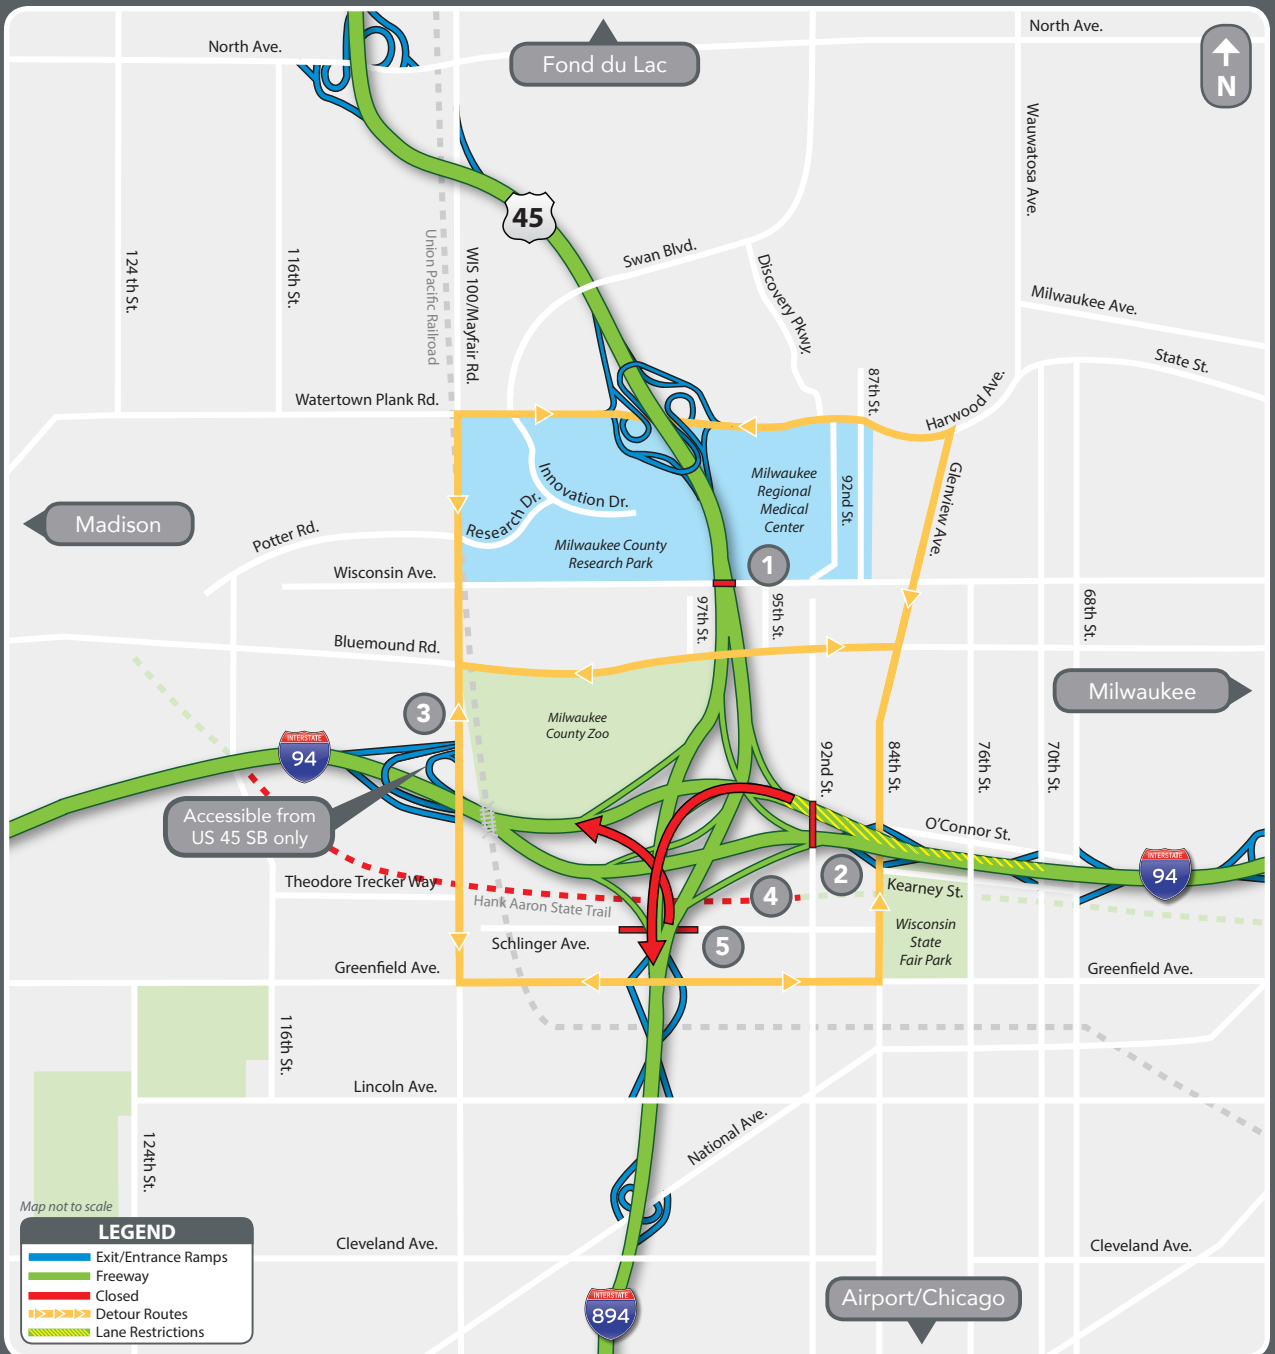 North Ave.
Fond du Lac
North Ave.
N
Wauwatosa Ave.
45
Swan Blvd.
Discovery Pkwy.
124 th St.
116th St.
Union Pacific Railroad
WIS 100/Mayfair Rd.
Milwaukee Ave.
State St.
87th St.
Harwood Ave.
Watertown Plank Rd.
Glenview Ave.
Milwaukee
Regional
Medical
Center
92nd St.
Innovation Dr.
Research Dr.
Madison
Potter Rd.
Milwaukee County
Research Park
1
Wisconsin Ave.
97th St.
95th St.
68th St.
Bluemound Rd.
Milwaukee
3
Milwaukee
County Zoo
INTERSTATE
94
92nd St.
84th St.
76th St.
70th St.
Accessible from
US 45 SB only
O'Connor St.
INTERSTATE
94
2
Theodore Trecker Way
4
Kearney St.
Hank Aaron State Trail
Wisconsin
State
Fair Park
Schlinger Ave.
5
Greenfield Ave.
Greenfield Ave.
116th St.
Lincoln Ave.
National Ave.
124th St.
Map not to scale
LEGEND
Exit/Entrance Ramps
Freeway
Closed
Detour Routes
Lane Restrictions
Cleveland Ave.
Cleveland Ave.
INTERSTATE
894
Airport/Chicago